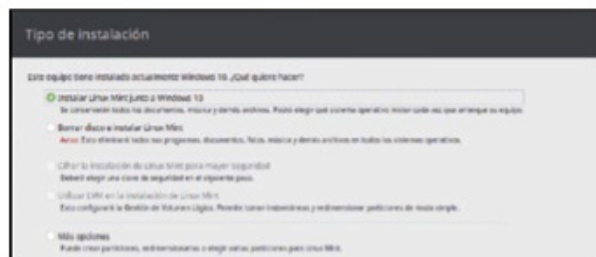 Tipo de instalación
Este equipo tiene instalado actualmente Windows 10. ¿Qué quiere hacer?
Instalar Linux Mint junto a Windows 10
Se conservarán todos los documentos, música y demás archivos. Podrá elegir qué sistema operativo iniciar cada vez que arranque su equipo.
Borrar disco e instalar Linux Mint
Aviso: Esto eliminará todos sus programas, documentos, fotos, música y demás archivos en todos los sistemas operativos.
Cifrar la instalación de Linux Mint para mayor seguridad
Deberá elegir una clave de seguridad en el siguiente paso.
Utilizar LVM en la instalación de Linux Mint
Esto configurará la Gestión de Volumen Lógico. Permite tomar instantáneas y redimensionar particiones de modo simple.
Más opciones
Puede crear particiones, redimensionarlas o elegir varias particiones para Linux Mint.